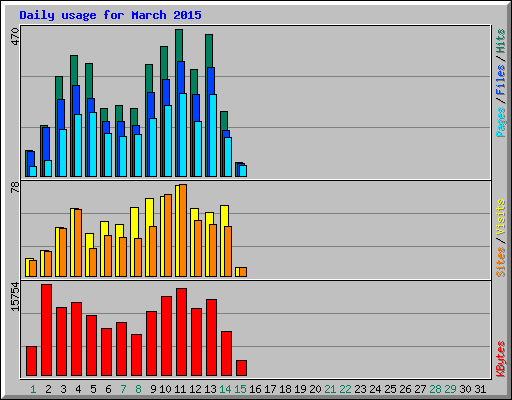 Daily usage for March 2015
470
Pages / Files / Hits
78
Sites / Visits
15754
KBytes
1 2 3 4 5 6 7 8 9 10 11 12 13 14 15 16 17 18 19 20 21 22 23 24 25 26 27 28 29 30 31